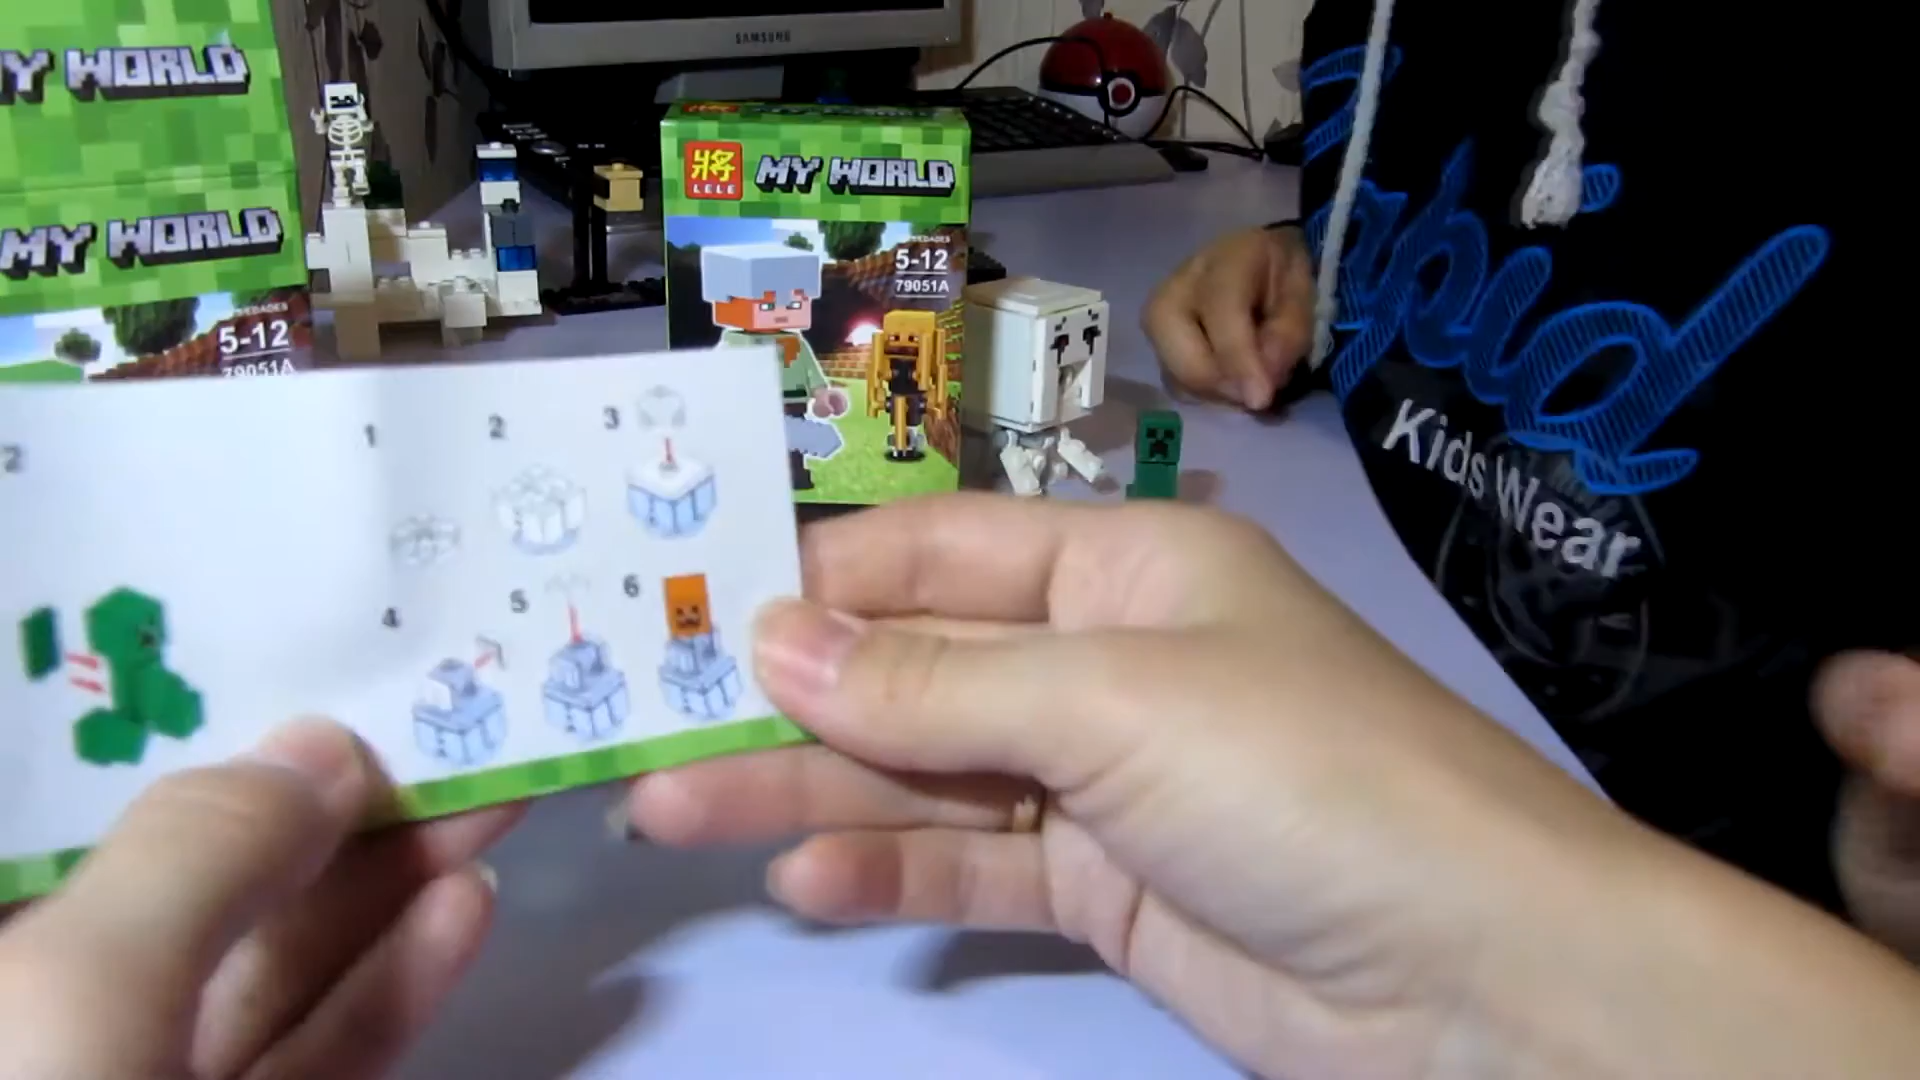 SAMSUNG
Y WORLD
MY WORLD
5-12
79051A
將
LELE
MY WORLD
5-12
79051A
2
1
2
3
4
5
6
Rapid
Kids Wear